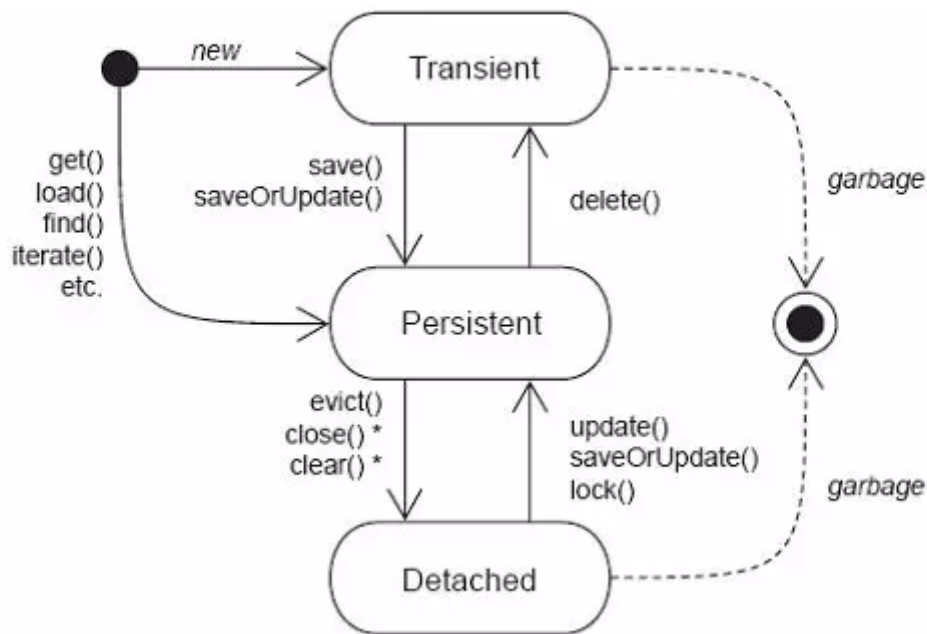 new
Transient
get()
load()
find()
iterate()
etc.
save()
saveOrUpdate()
delete()
garbage
Persistent
evict()
close() *
clear() *
update()
saveOrUpdate()
lock()
garbage
Detached